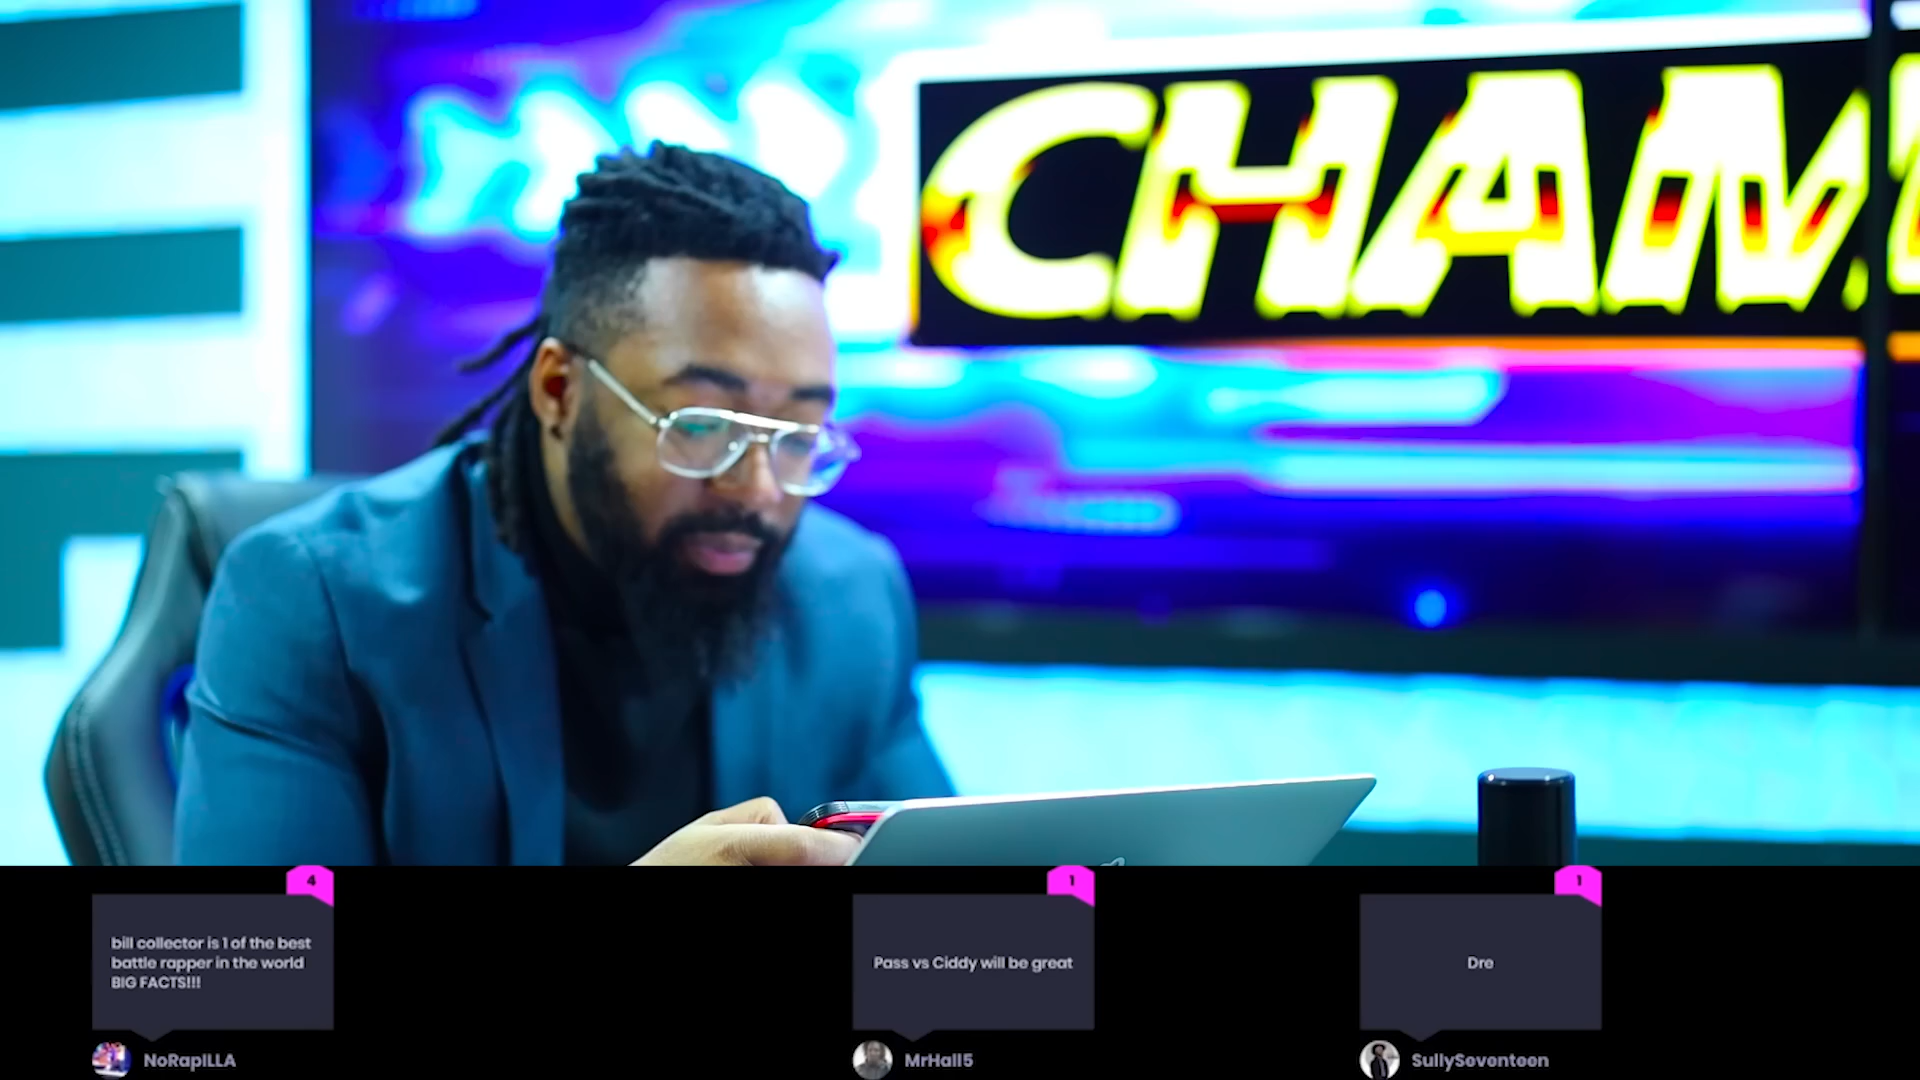 CHAM
4
bill collector is 1 of the best
battle rapper in the world
BIG FACTS!!!
NoRapILLA
1
Pass vs Ciddy will be great
MrHall5
1
Dre
SullySeventeen